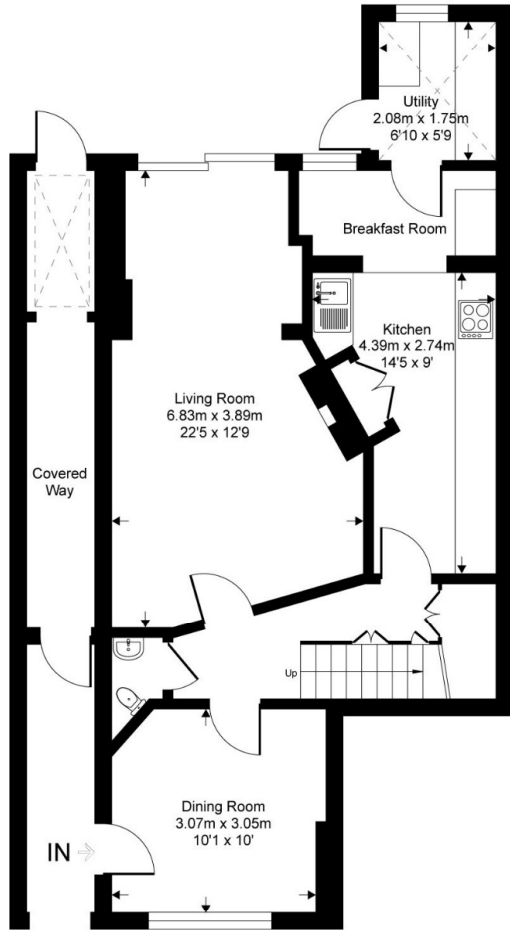 Utility
2.08m x 1.75m
6'10 x 5'9
Breakfast Room
Kitchen
4.39m x 2.74m
14'5 x 9'
Living Room
6.83m x 3.89m
22'5 x 12'9
Covered
Way
Up
Dining Room
3.07m x 3.05m
10'1 x 10'
IN